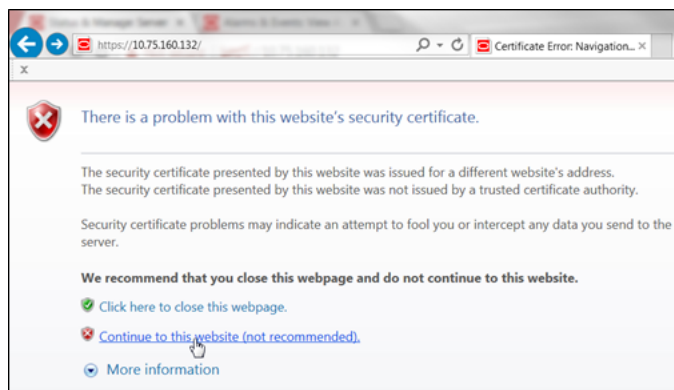 Status & Manager Server x Alarms & Events View x
https://10.75.160.132/ Certificate Error: Navigation... x
x
There is a problem with this website's security certificate.
The security certificate presented by this website was issued for a different website's address.
The security certificate presented by this website was not issued by a trusted certificate authority.
Security certificate problems may indicate an attempt to fool you or intercept any data you send to the
server.
We recommend that you close this webpage and do not continue to this website.
Click here to close this webpage.
Continue to this website (not recommended).
More information